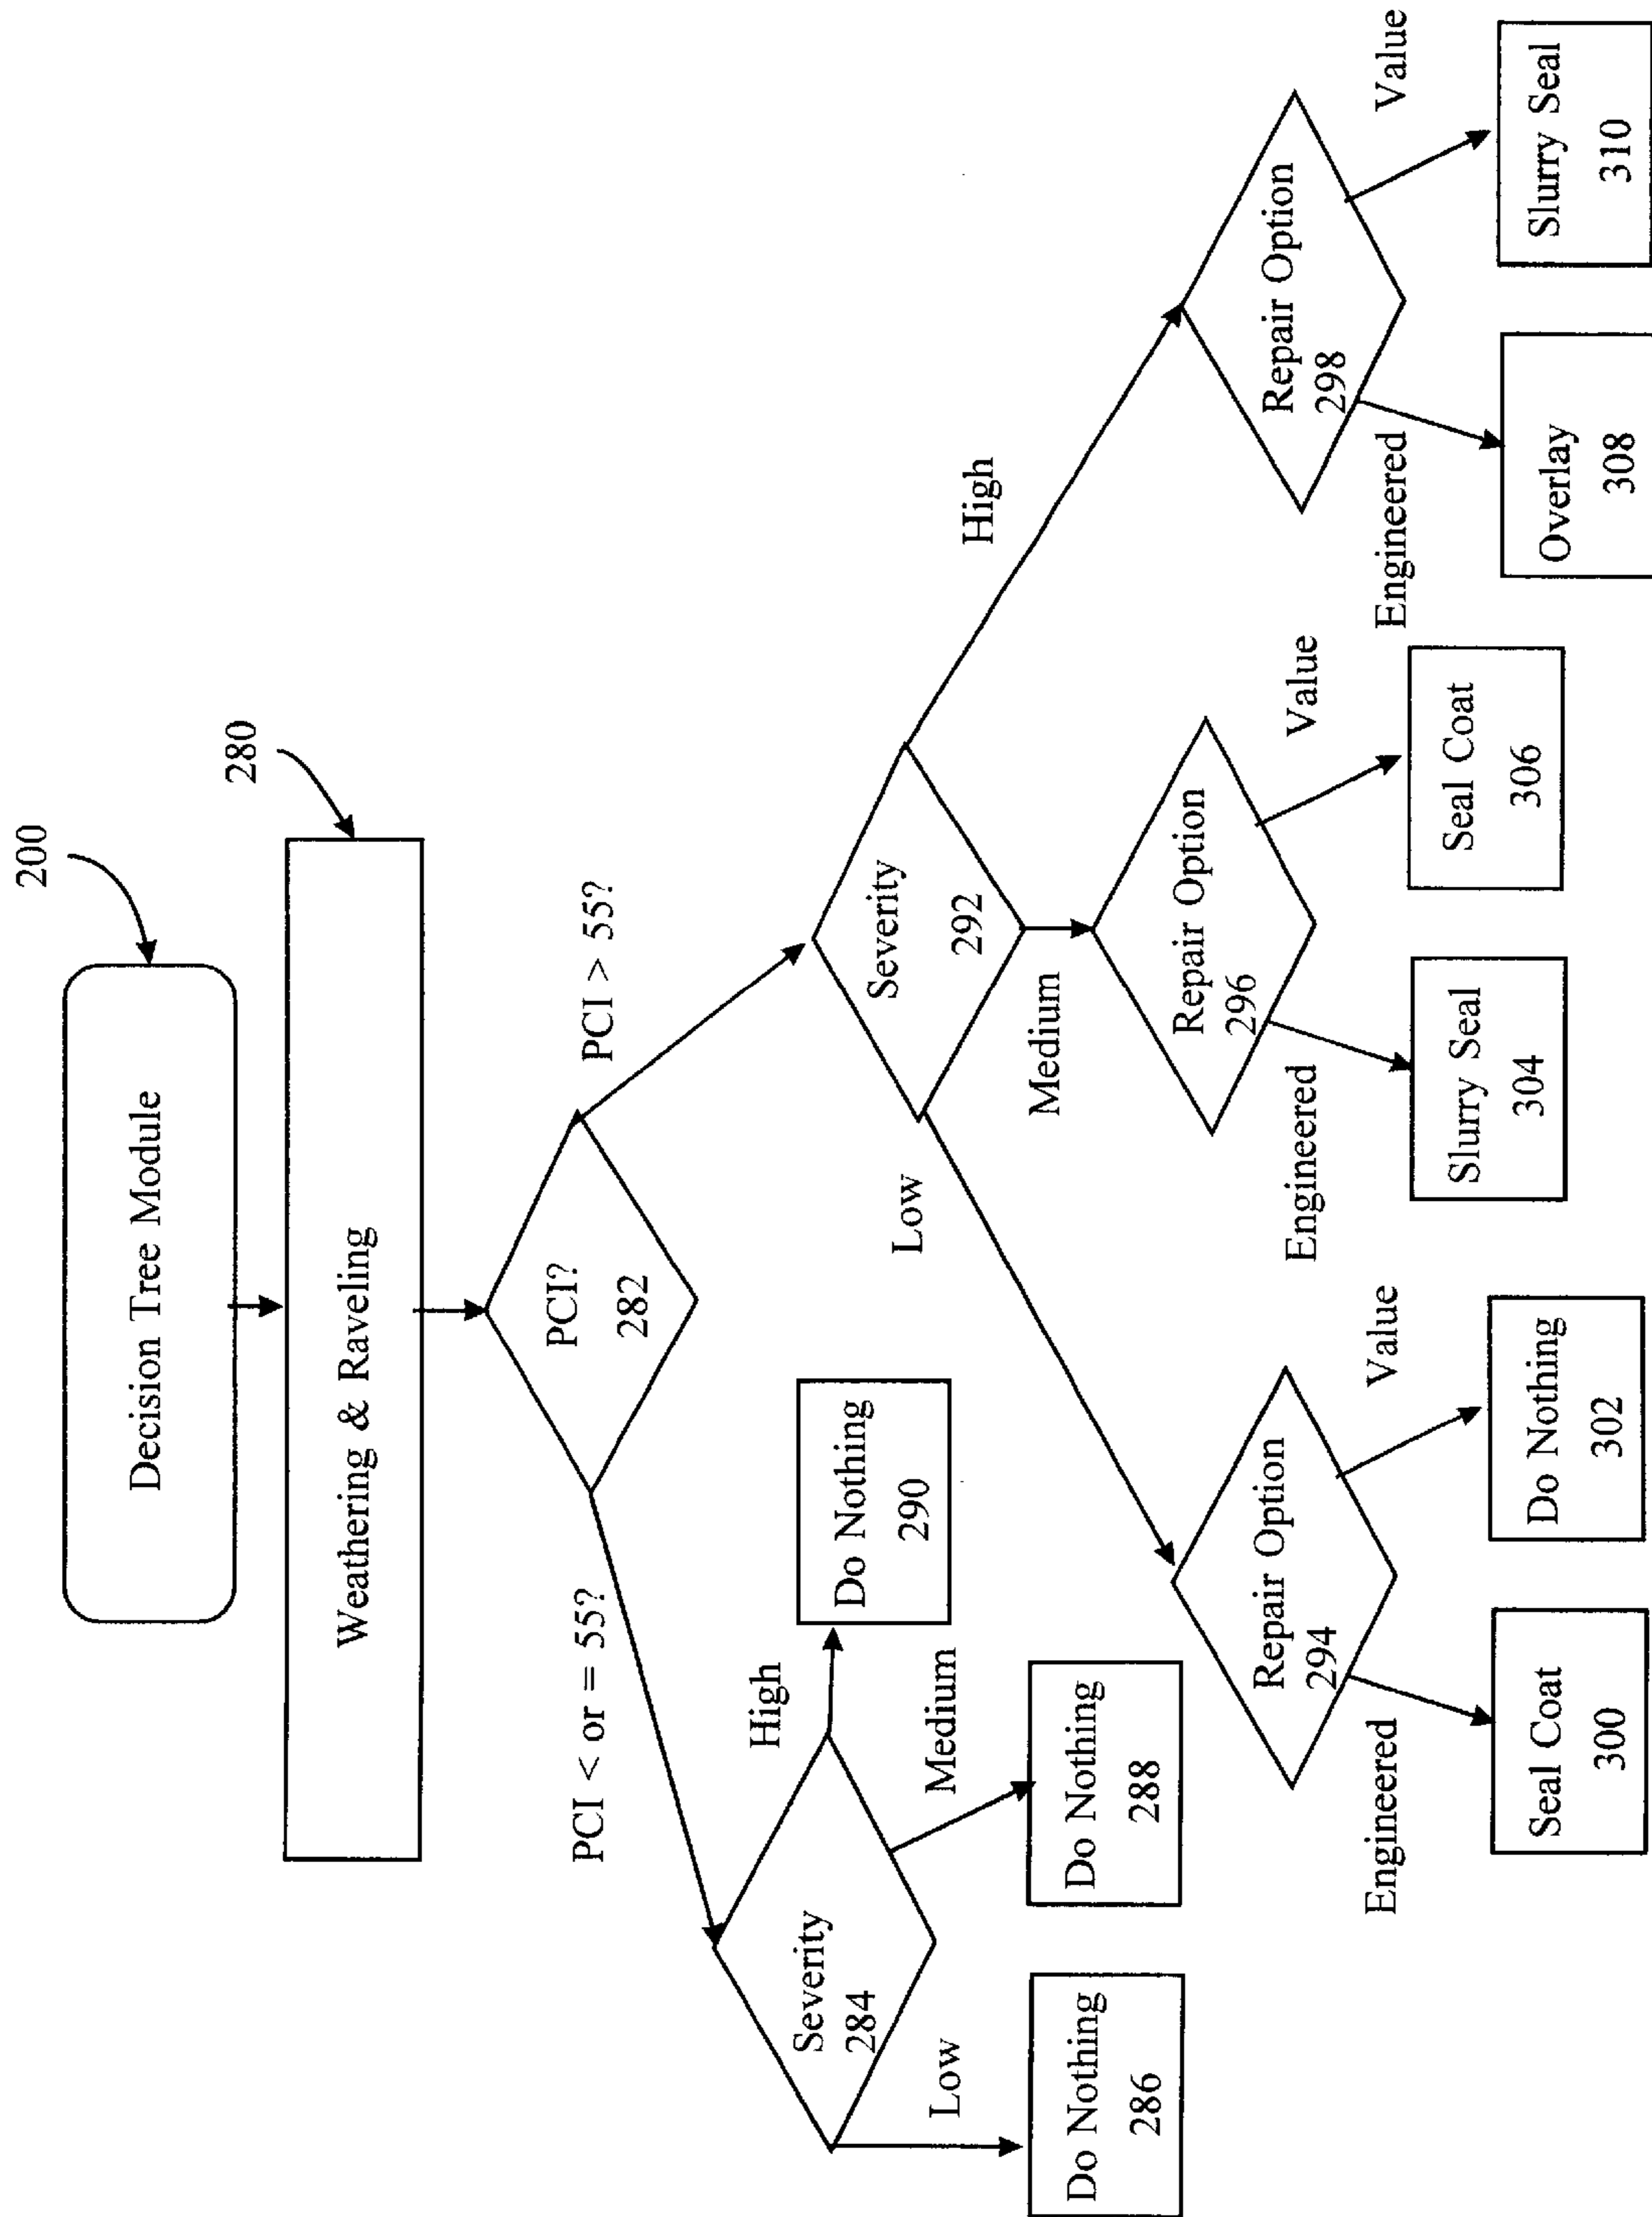 200
Decision Tree Module
280
Weathering & Raveling
PCI?
282
PCI < or = 55?
PCI > 55?
Severity
284
High
Do Nothing
290
Low
Medium
Do Nothing
286
Do Nothing
288
Severity
292
Low
Medium
High
Repair Option
294
Engineered
Value
Seal Coat
300
Do Nothing
302
Repair Option
296
Engineered
Value
Slurry Seal
304
Seal Coat
306
Repair Option
298
Engineered
Value
Overlay
308
Slurry Seal
310